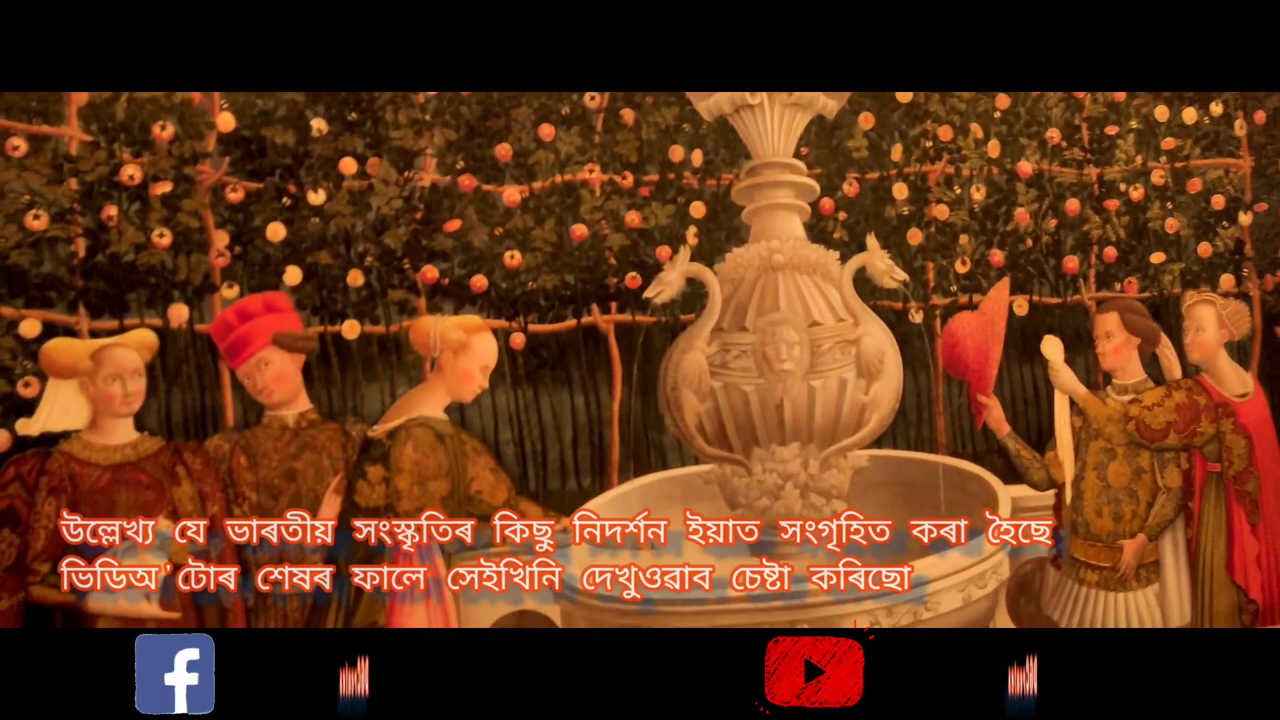 উল্লেখ্য যে ভাৰতীয় সংস্কৃতিৰ কিছু নিদৰ্শন ইয়াত সংগৃহিত কৰা হৈছে
ভিডিঅ'টোৰ শেষৰ ফালে সেইখিনি দেখুওৱাব চেষ্টা কৰিছো